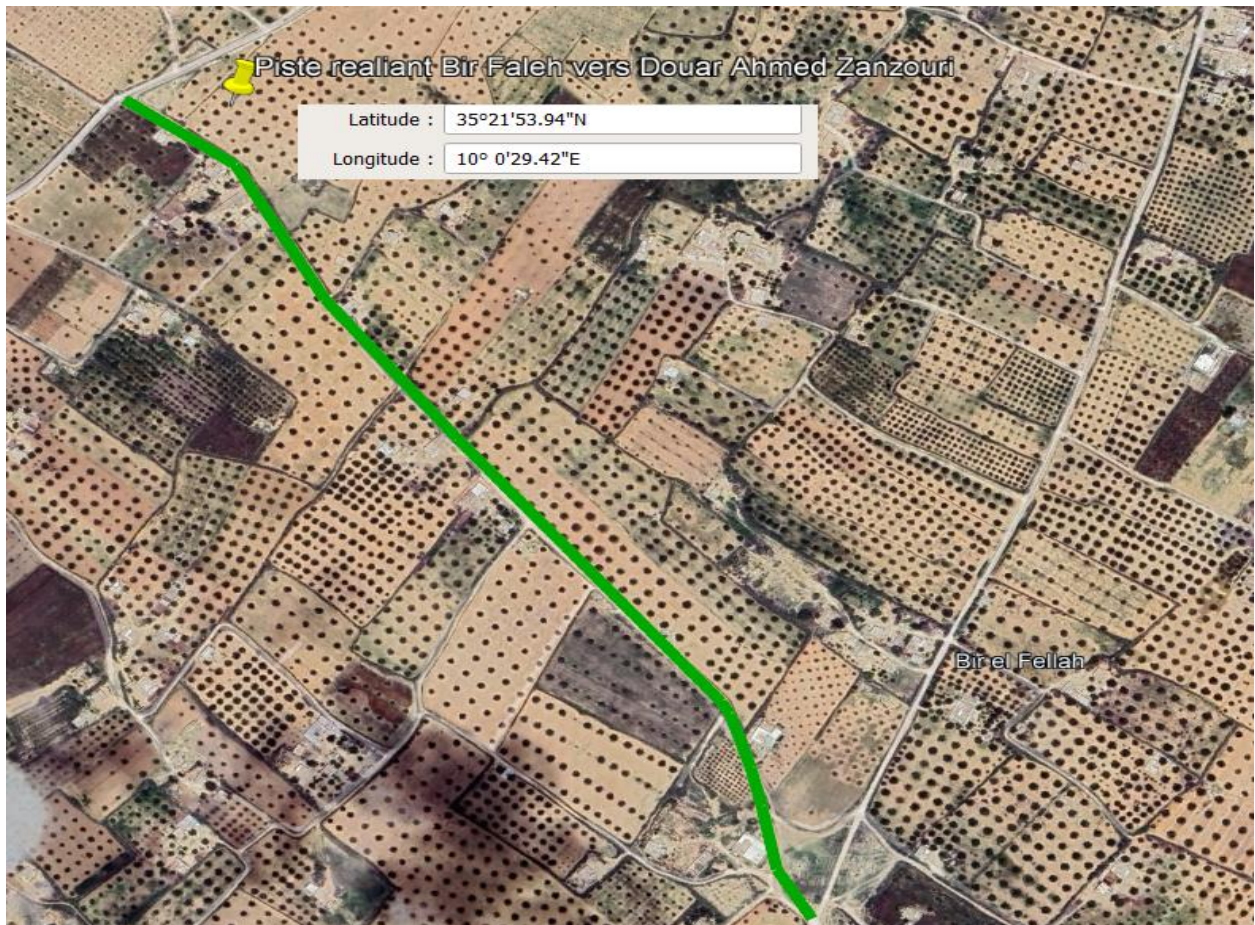 Piste realiant Bir Faleh vers Douar Ahmed Zanzouri
Latitude : 35°21'53.94"N
Longitude : 10° 0'29.42"E
Bir el Fellah